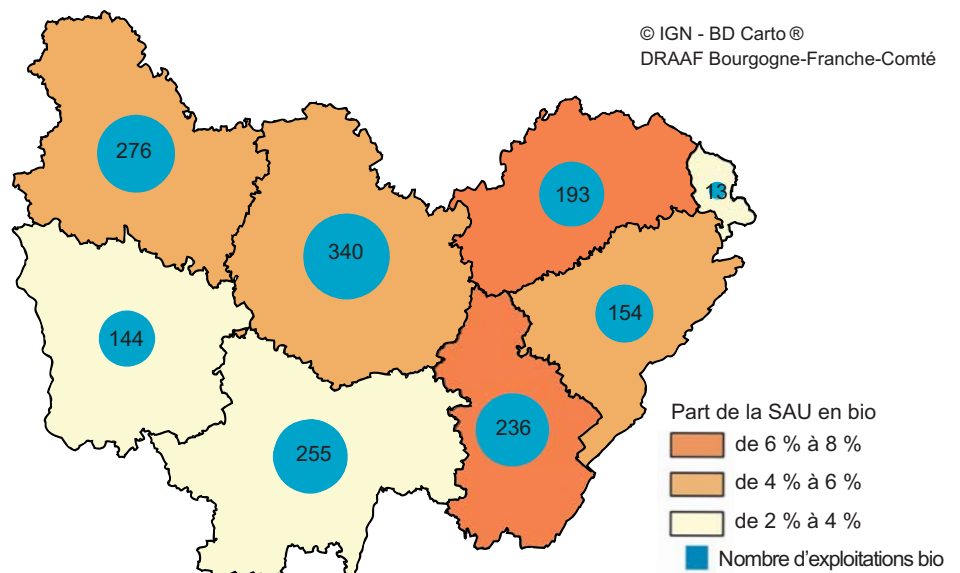 © IGN - BD Carto ®
DRAAF Bourgogne-Franche-Comté
276
193
13
340
154
144
236
255
Part de la SAU en bio
de 6 % à 8 %
de 4 % à 6 %
de 2 % à 4 %
Nombre d'exploitations bio